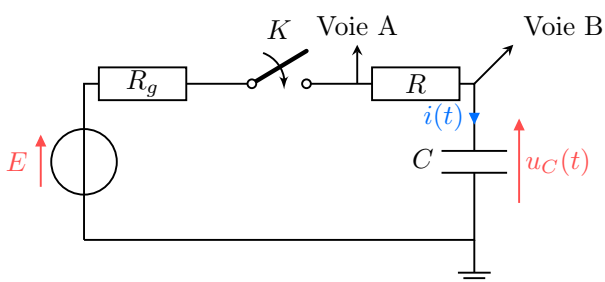 K
Voie A
Voie B
R_g
R
i(t)
E
C
u_C(t)